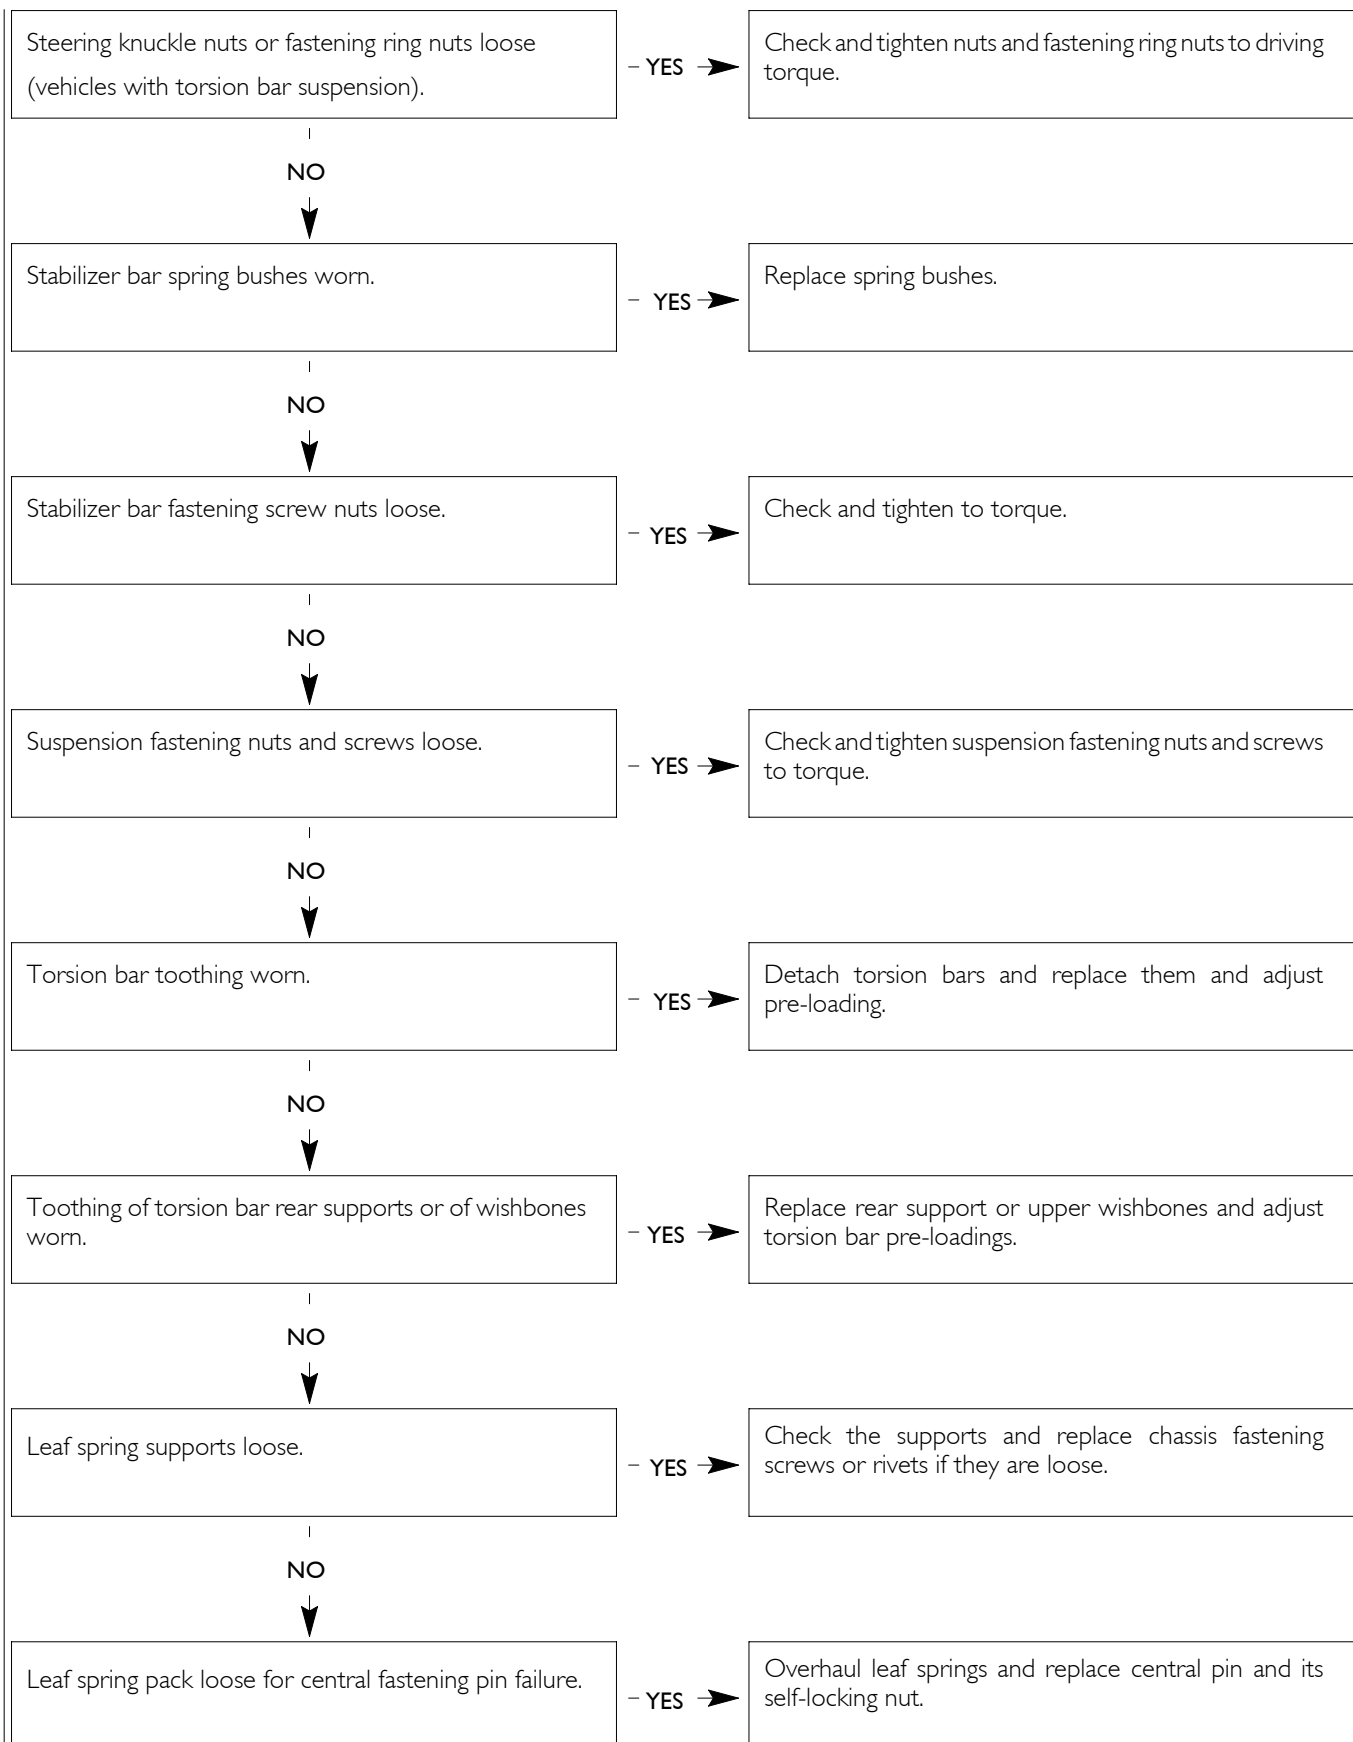 Steering knuckle nuts or fastening ring nuts loose
(vehicles with torsion bar suspension).
YES
Check and tighten nuts and fastening ring nuts to driving
torque.
NO
Stabilizer bar spring bushes worn.
YES
Replace spring bushes.
NO
Stabilizer bar fastening screw nuts loose.
YES
Check and tighten to torque.
NO
Suspension fastening nuts and screws loose.
YES
Check and tighten suspension fastening nuts and screws
to torque.
NO
Torsion bar toothing worn.
YES
Detach torsion bars and replace them and adjust
pre-loading.
NO
Toothing of torsion bar rear supports or of wishbones
worn.
YES
Replace rear support or upper wishbones and adjust
torsion bar pre-loadings.
NO
Leaf spring supports loose.
YES
Check the supports and replace chassis fastening
screws or rivets if they are loose.
NO
Leaf spring pack loose for central fastening pin failure.
YES
Overhaul leaf springs and replace central pin and its
self-locking nut.